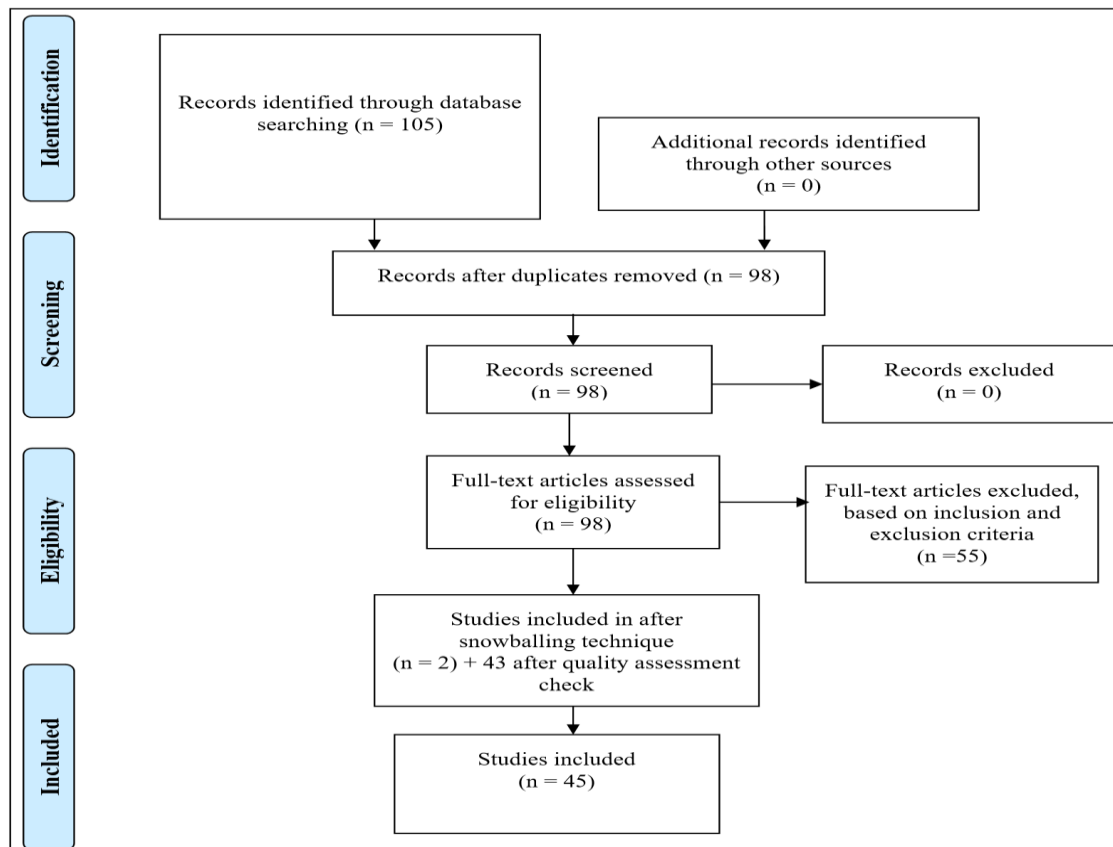 Identification
Records identified through database
searching (n = 105)
Additional records identified
through other sources
(n = 0)
Screening
Records after duplicates removed (n = 98)
Records screened
(n = 98)
Records excluded
(n = 0)
Eligibility
Full-text articles assessed
for eligibility
(n = 98)
Full-text articles excluded,
based on inclusion and
exclusion criteria
(n =55)
Studies included in after
snowballing technique
(n = 2) + 43 after quality assessment
check
Included
Studies included
(n = 45)